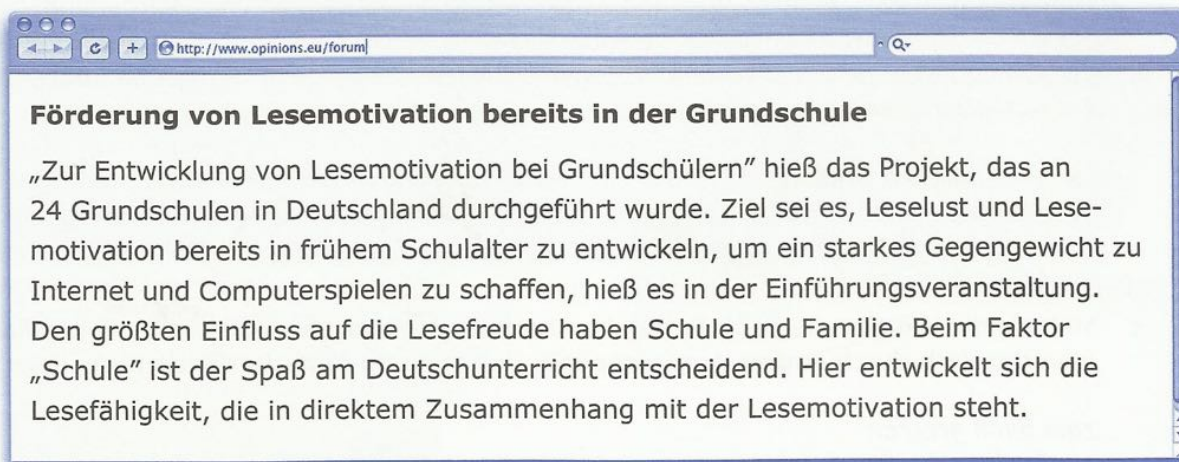 http://www.opinions.eu/forum
Förderung von Lesemotivation bereits in der Grundschule
„Zur Entwicklung von Lesemotivation bei Grundschülern” hieß das Projekt, das an
24 Grundschulen in Deutschland durchgeführt wurde. Ziel sei es, Leselust und Lese-
motivation bereits in frühem Schulalter zu entwickeln, um ein starkes Gegengewicht zu
Internet und Computerspielen zu schaffen, hieß es in der Einführungsveranstaltung.
Den größten Einfluss auf die Lesefreude haben Schule und Familie. Beim Faktor
„Schule” ist der Spaß am Deutschunterricht entscheidend. Hier entwickelt sich die
Lesefähigkeit, die in direktem Zusammenhang mit der Lesemotivation steht.